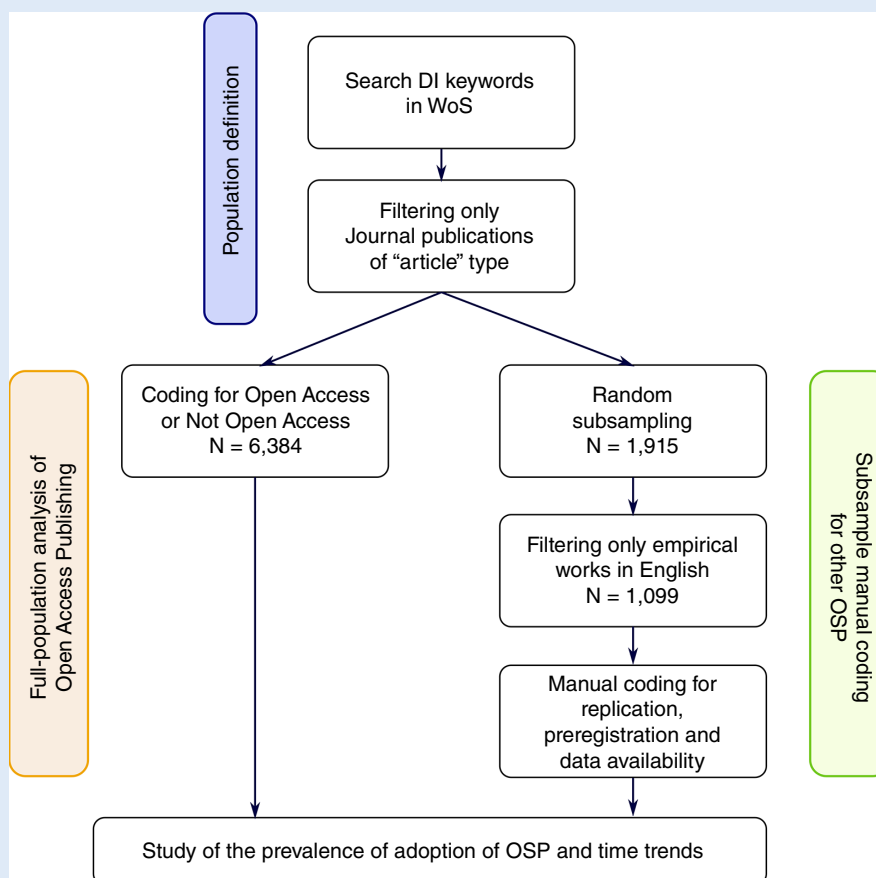 Population definition
Search DI keywords
in WoS
Filtering only
Journal publications
of “article” type
Full-population analysis of
Open Access Publishing
Coding for Open Access
or Not Open Access
N = 6,384
Random
subsampling
N = 1,915
Filtering only empirical
works in English
N = 1,099
Manual coding for
replication,
preregistration and
data availability
Subsample manual coding
for other OSP
Study of the prevalence of adoption of OSP and time trends